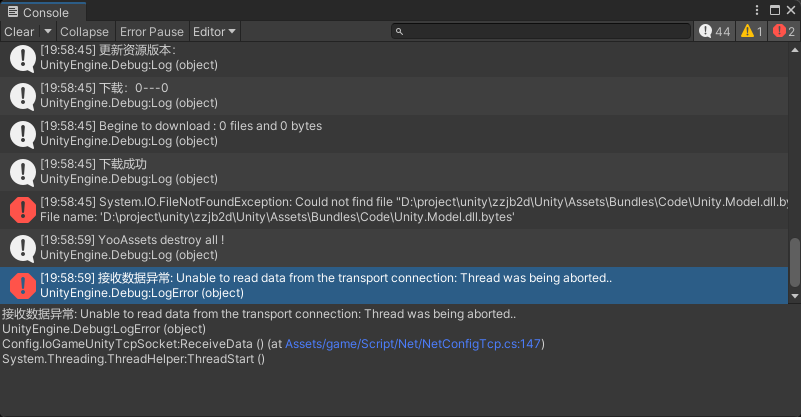 Console
Clear
Collapse
Error Pause
Editor
44
1
2
[19:58:45] 更新资源版本:
UnityEngine.Debug:Log (object)
[19:58:45] 下载：0---0
UnityEngine.Debug:Log (object)
[19:58:45] Begine to download : 0 files and 0 bytes
UnityEngine.Debug:Log (object)
[19:58:45] 下载成功
UnityEngine.Debug:Log (object)
[19:58:45] System.IO.FileNotFoundException: Could not find file "D:\project\unity\zzjb2d\Unity\Assets\Bundles\Code\Unity.Model.dll.by
File name: 'D:\project\unity\zzjb2d\Unity\Assets\Bundles\Code\Unity.Model.dll.bytes'
[19:58:59] YooAssets destroy all !
UnityEngine.Debug:Log (object)
[19:58:59] 接收数据异常: Unable to read data from the transport connection: Thread was being aborted..
UnityEngine.Debug:LogError (object)
接收数据异常: Unable to read data from the transport connection: Thread was being aborted..
UnityEngine.Debug:LogError (object)
Config.IoGameUnityTcpSocket:ReceiveData () (at Assets/game/Script/Net/NetConfigTcp.cs:147)
System.Threading.ThreadHelper:ThreadStart ()